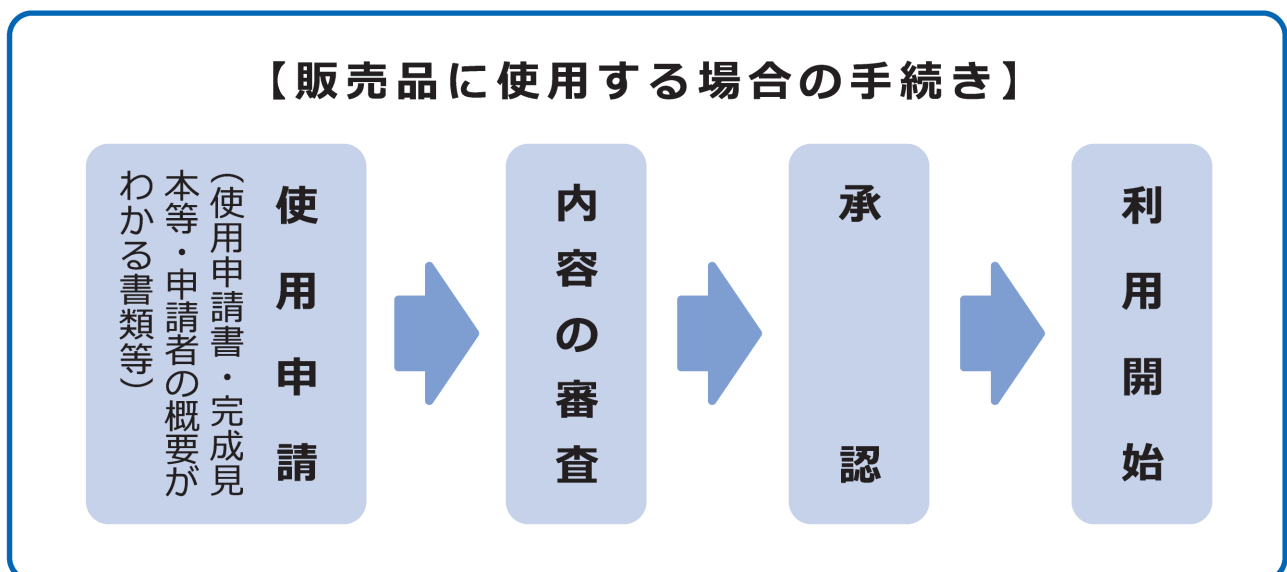 【販売品に使用する場合の手続き】
使用申請
(使用申請書・完成見
本等・申請者の概要が
わかる書類等)
内容の審査
承認
利用開始